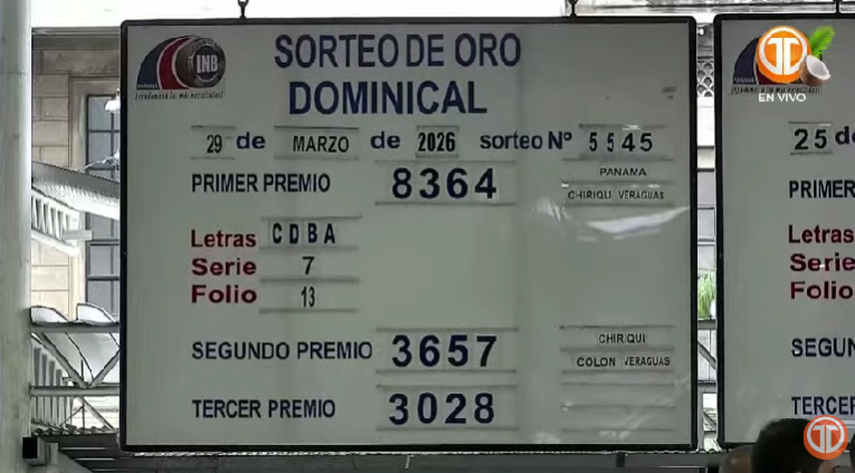 LNB
SORTEO DE ORO
DOMINICAL
29 de MARZO de 2026 sorteo Nº 5545
PRIMER PREMIO 8364 PANAMA
CHIRIQUI VERAGUAS
Letras CDBA
Serie 7
Folio 13
SEGUNDO PREMIO 3657 CHIRIQUI
COLON VERAGUAS
TERCER PREMIO 3028
EN VIVO
25 de
PRIMER
Letras
Serie
Folio
SEGUN
TERCER